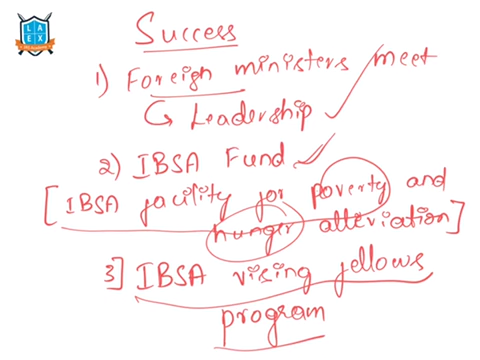 L A
E X
Success
1) Foreign ministers meet
↳ Leadership ✓
2) IBSA Fund ✓
[IBSA facility for poverty and
hunger alleviation]
3] IBSA vising fellows
program